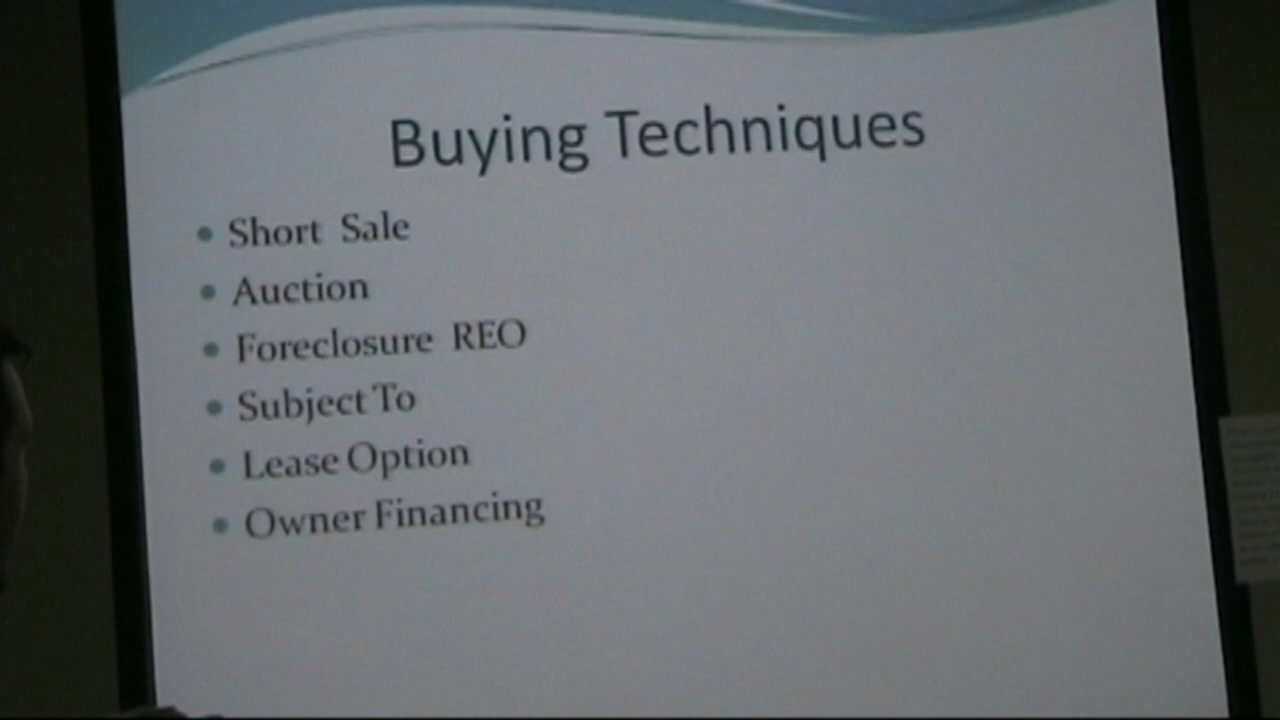 Buying Techniques
Short Sale
Auction
Foreclosure REO
Subject To
Lease Option
Owner Financing